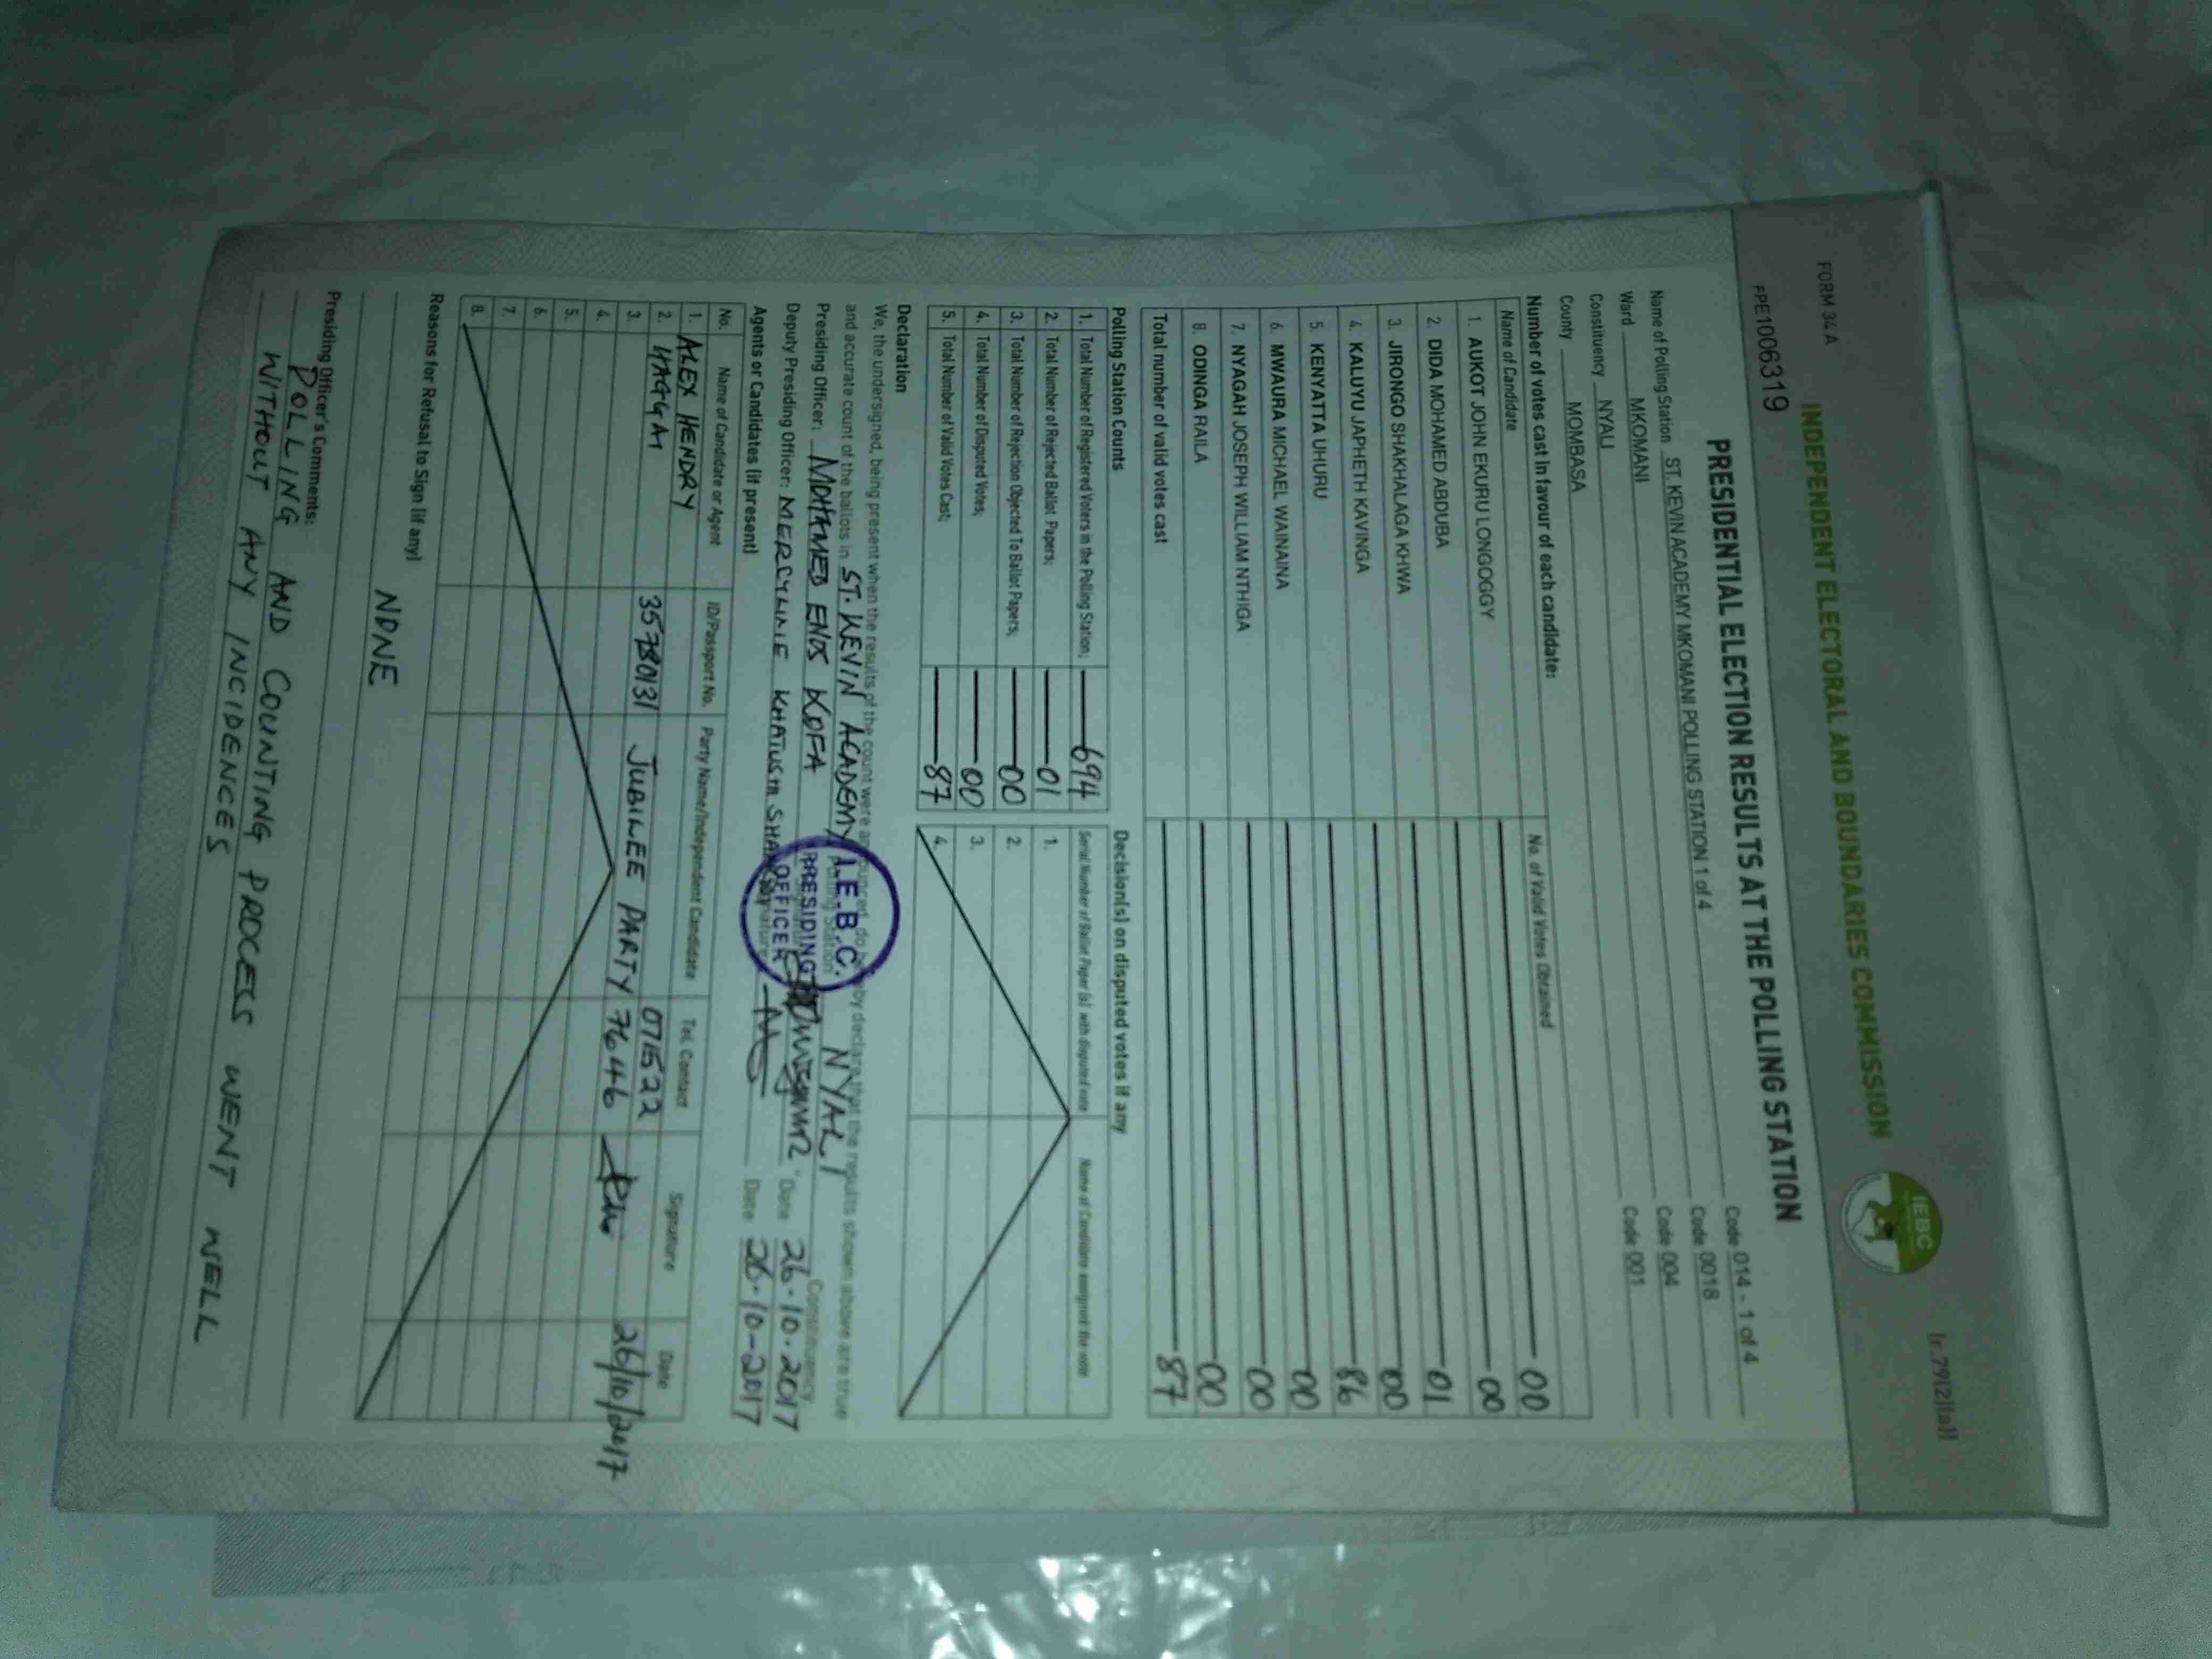 FORM 34A
INDEPENDENT ELECTORAL AND BOUNDARIES COMMISSION
IEBC
(r.79(2)(a))
FPE1006319
PRESIDENTIAL ELECTION RESULTS AT THE POLLING STATION
Name of Polling Station ST. KEVIN ACADEMY MKOMANI POLLING STATION 1 of 4 Code 014 - 1 of 4
Ward MKOMANI Code 0018
Constituency NYALI Code 004
County MOMBASA Code 001
Number of votes cast in favour of each candidate:
Name of Candidate No. of Valid Votes Obtained
1. AUKOT JOHN EKURU LONGOGGY 00
2. DIDA MOHAMED ABDUBA 00
3. JIRONGO SHAKHALAGA KHWA 01
4. KALUYU JAPHETH KAVINGA 00
5. KENYATTA UHURU 86
6. MWAURA MICHAEL WAINAINA 00
7. NYAGAH JOSEPH WILLIAM NTHIGA 00
8. ODINGA RAILA 00
Total number of valid votes cast 87
Polling Station Counts Decision(s) on disputed votes if any
1. Total Number of Registered Voters in the Polling Station; 694 Serial Number of Ballot Paper (s) with disputed vote Name of Candidate assigned the vote
2. Total Number of Rejected Ballot Papers; 01 1.
3. Total Number of Rejection Objected To Ballot Papers; 00 2.
4. Total Number of Disputed Votes; 00 3.
5. Total Number of Valid Votes Cast; 87 4.
Declaration
We, the undersigned, being present when the results of the count were announced, do hereby declare that the results shown above are true
and accurate count of the ballots in ST. KEVIN ACADEMY Polling Station NYALI Constituency
Presiding Officer: MOHAMED ENOS KOFA Date 26.10.2017
Deputy Presiding Officer: MERCYLINE Signature Date 26-10-2017
I.E.B.C.
PRESIDING
OFFICER
Agents or Candidates (if present)
No. Name of Candidate or Agent ID/Passport No. Party Name/Independent Candidate Tel. Contact Signature Date
1. ALEX HENDRY
2. HAGGAI 35780131 JUBILEE PARTY 071522 76446 26/10/2017
3.
4.
5.
6.
7.
8.
Reasons for Refusal to Sign (if any)
NONE
Presiding Officer's Comments:
POLLING AND COUNTING PROCESS WENT WELL
WITHOUT ANY INCIDENCES